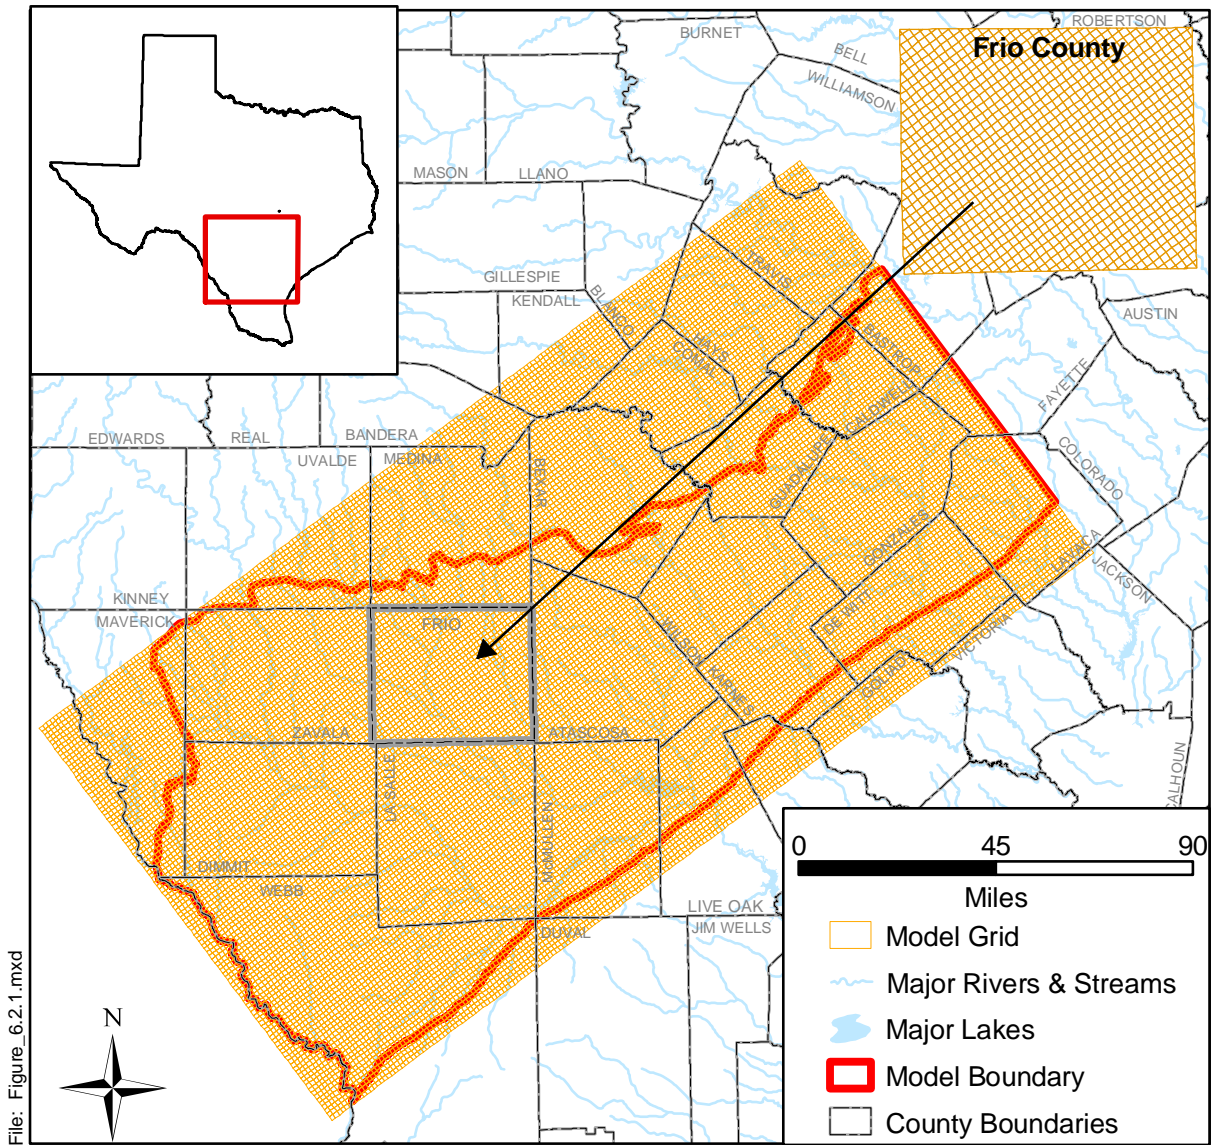 ROBERTSON
Frio County
BURNET
BELL
WILLIAMSON
MASON
LLANO
TRAVIS
GILLESPIE
KENDALL
BLANCO
HAYS
COMAL
BASTROP
AUSTIN
FAYETTE
CALDWELL
EDWARDS
REAL
BANDERA
UVALDE
MEDINA
BEXAR
GUADALUPE
COLORADO
GONZALES
LAVACA
JACKSON
KINNEY
MAVERICK
FRIO
WILSON
KARNES
DE WITT
VICTORIA
GOLIAD
ZAVALA
ATASCOSA
LA SALLE
CALHOUN
McMULLEN
DIMMIT
WEBB
LIVE OAK
JIM WELLS
DUVAL
0 45 90
Miles
Model Grid
Major Rivers & Streams
Major Lakes
Model Boundary
County Boundaries
N
File: Figure_6.2.1.mxd